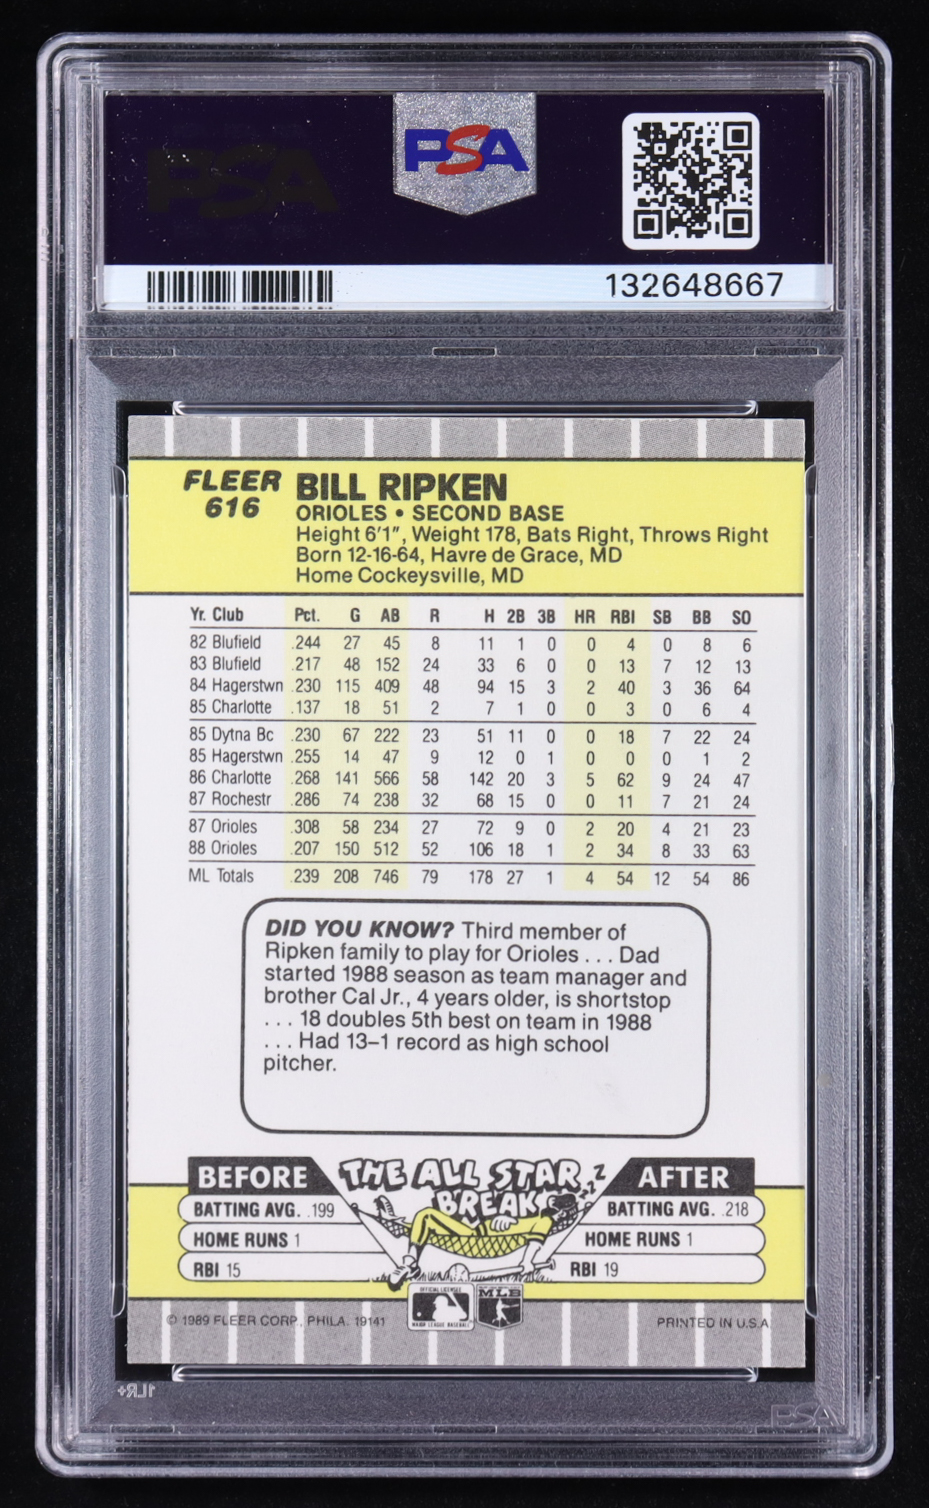 PSA
PSA
132648667
FLEER
616
BILL RIPKEN
ORIOLES • SECOND BASE
Height 6'1", Weight 178, Bats Right, Throws Right
Born 12-16-64, Havre de Grace, MD
Home Cockeysville, MD
Yr. Club Pct. G AB R H 2B 3B HR RBI SB BB SO
82 Blufield .244 27 45 8 11 1 0 0 4 0 8 6
83 Blufield .217 48 152 24 33 6 0 0 13 7 12 13
84 Hagerstwn .230 115 409 48 94 15 3 2 40 3 36 64
85 Charlotte .137 18 51 2 7 1 0 0 3 0 6 4
85 Dytna Bc .230 67 222 23 51 11 0 0 18 7 22 24
85 Hagerstwn .255 14 47 9 12 0 1 0 0 0 1 2
86 Charlotte .268 141 566 58 142 20 3 5 62 9 24 47
87 Rochestr .286 74 238 32 68 15 0 0 11 7 21 24
87 Orioles .308 58 234 27 72 9 0 2 20 4 21 23
88 Orioles .207 150 512 52 106 18 1 2 34 8 33 63
ML Totals .239 208 746 79 178 27 1 4 54 12 54 86
DID YOU KNOW? Third member of
Ripken family to play for Orioles . . . Dad
started 1988 season as team manager and
brother Cal Jr., 4 years older, is shortstop
. . . 18 doubles 5th best on team in 1988
. . . Had 13–1 record as high school
pitcher.
BEFORE
THE ALL STAR
BREAK
ZZZZ
AFTER
BATTING AVG. .199
HOME RUNS 1
RBI 15
BATTING AVG. .218
HOME RUNS 1
RBI 19
OFFICIAL LICENSEE
MAJOR LEAGUE BASEBALL
MLB
© 1989 FLEER CORP., PHILA. 19141
PRINTED IN U.S.A.
1LR+
PSA